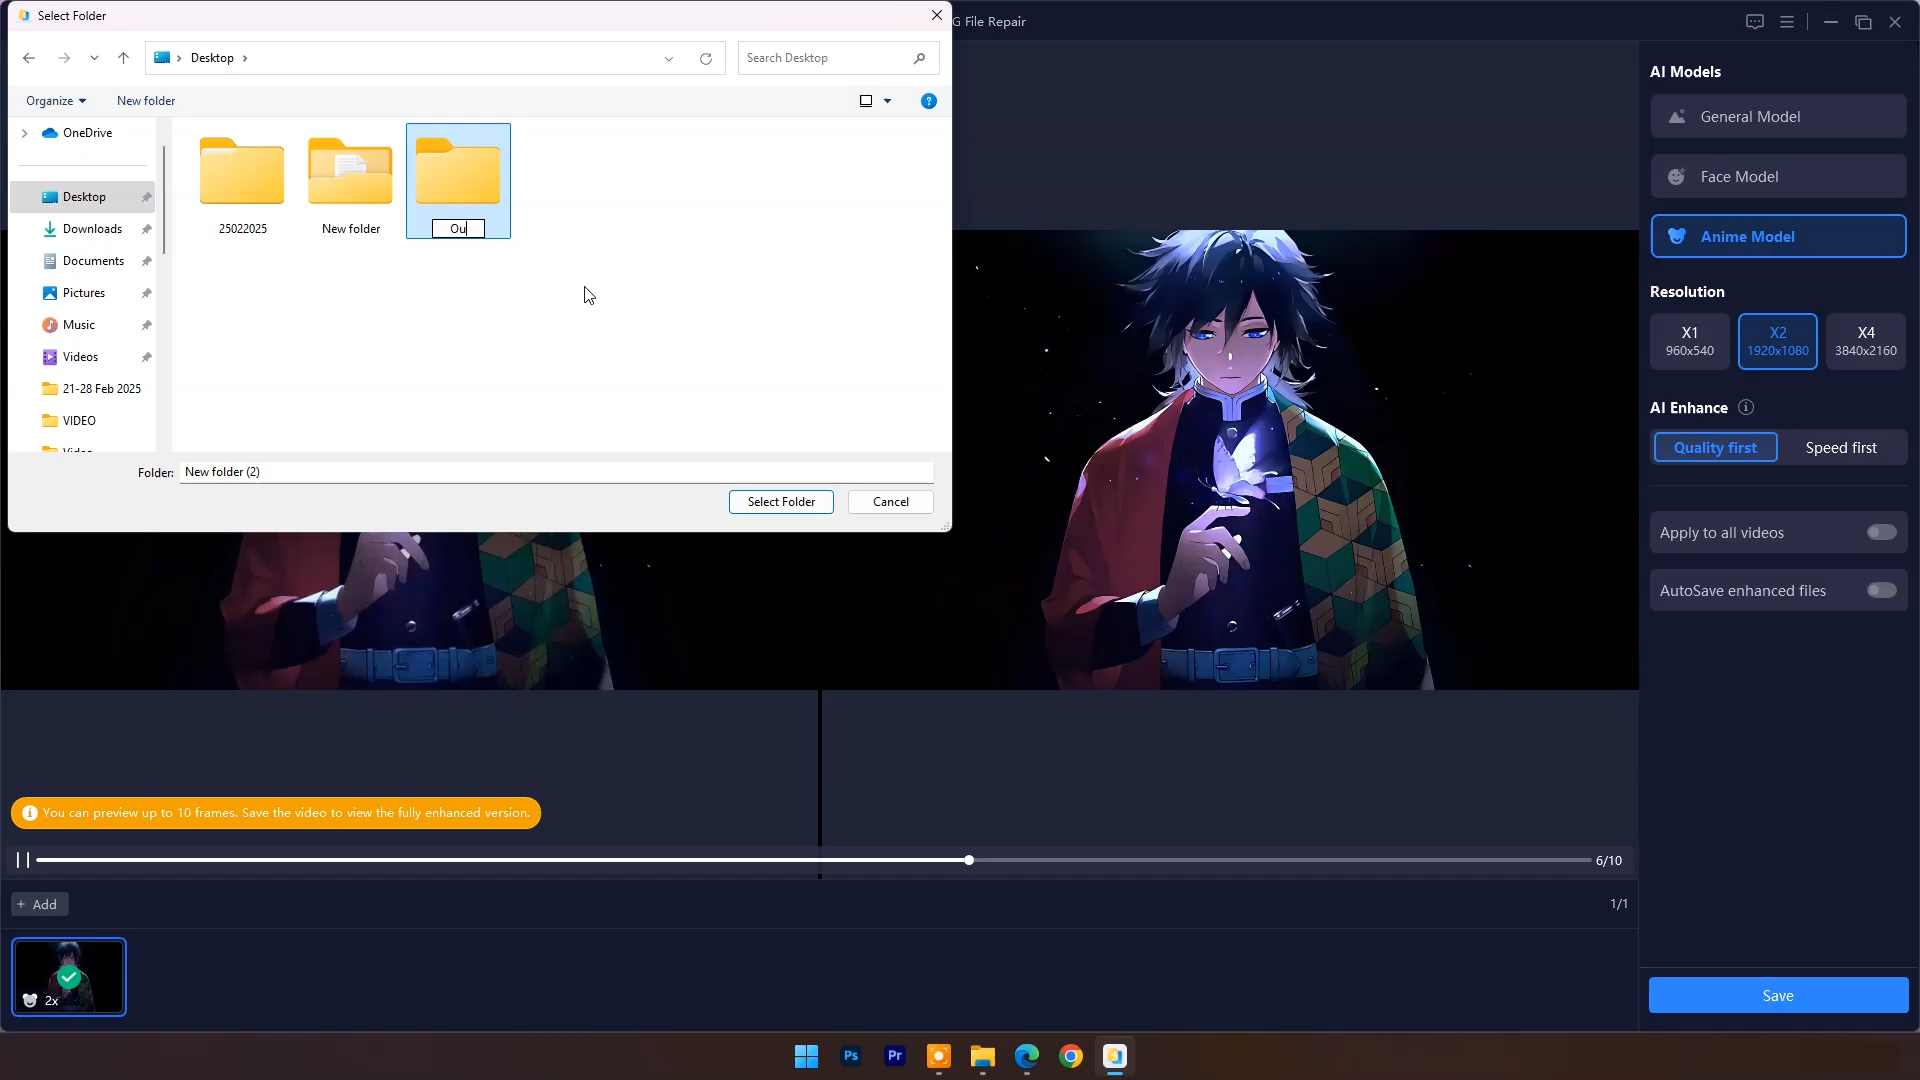 Select Folder
G File Repair
Desktop
Search Desktop
Organize
New folder
OneDrive
Desktop
Downloads
Documents
Pictures
Music
Videos
21-28 Feb 2025
VIDEO
25022025
New folder
Ou
Folder:
New folder (2)
Select Folder
Cancel
AI Models
General Model
Face Model
Anime Model
Resolution
X1
960x540
X2
1920x1080
X4
3840x2160
AI Enhance
Quality first
Speed first
Apply to all videos
AutoSave enhanced files
You can preview up to 10 frames. Save the video to view the fully enhanced version.
6/10
+ Add
1/1
2x
Save
Ps
Pr